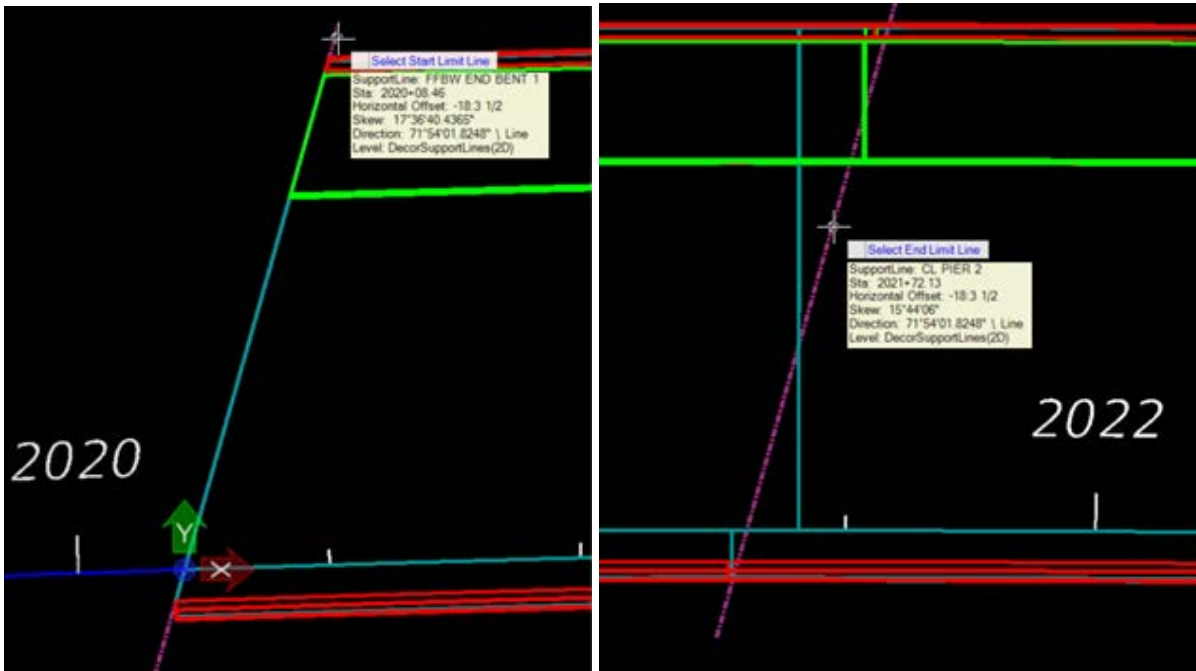 Select Start Limit Line
SupportLine: FFBW END BENT 1
Sta: 2020+08.46
Horizontal Offset: -18:3 1/2
Skew: 17°36'40.4365"
Direction: 71°54'01.8248" \ Line
Level: DecorSupportLines(2D)
2020
Y
X
Select End Limit Line
SupportLine: CL PIER 2
Sta: 2021+72.13
Horizontal Offset: -18:3 1/2
Skew: 15°44'06"
Direction: 71°54'01.8248" \ Line
Level: DecorSupportLines(2D)
2022